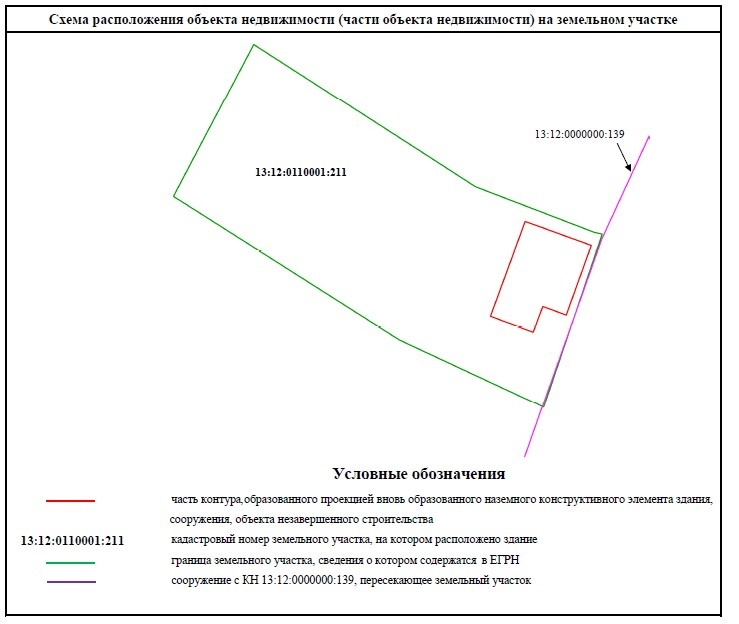 Схема расположения объекта недвижимости (части объекта недвижимости) на земельном участке
13:12:0000000:139
13:12:0110001:211
Условные обозначения
часть контура,образованного проекцией вновь образованного наземного конструктивного элемента здания,
сооружения, объекта незавершенного строительства
13:12:0110001:211 кадастровый номер земельного участка, на котором расположено здание
граница земельного участка, сведения о котором содержатся в ЕГРН
сооружение с КН 13:12:0000000:139, пересекающее земельный участок